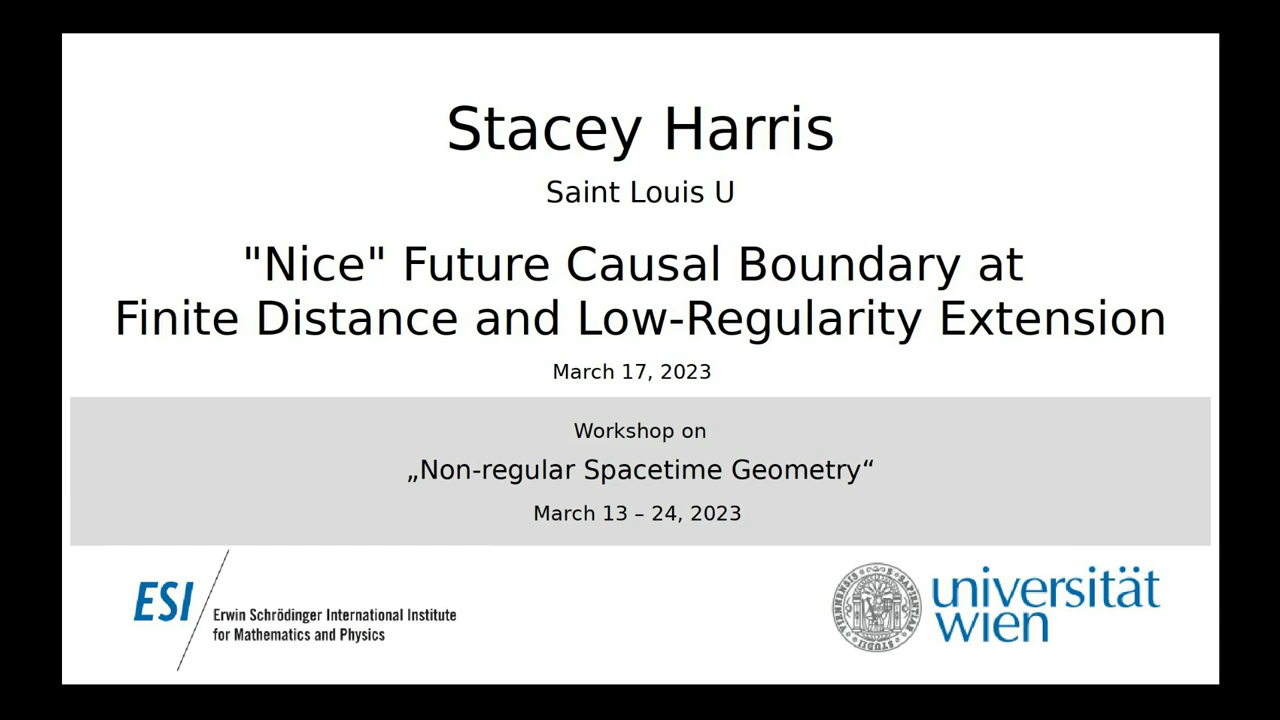 Stacey Harris
Saint Louis U
"Nice" Future Causal Boundary at
Finite Distance and Low-Regularity Extension
March 17, 2023
Workshop on
„Non-regular Spacetime Geometry“
March 13 – 24, 2023
ESI
Erwin Schrödinger International Institute
for Mathematics and Physics
universität
wien